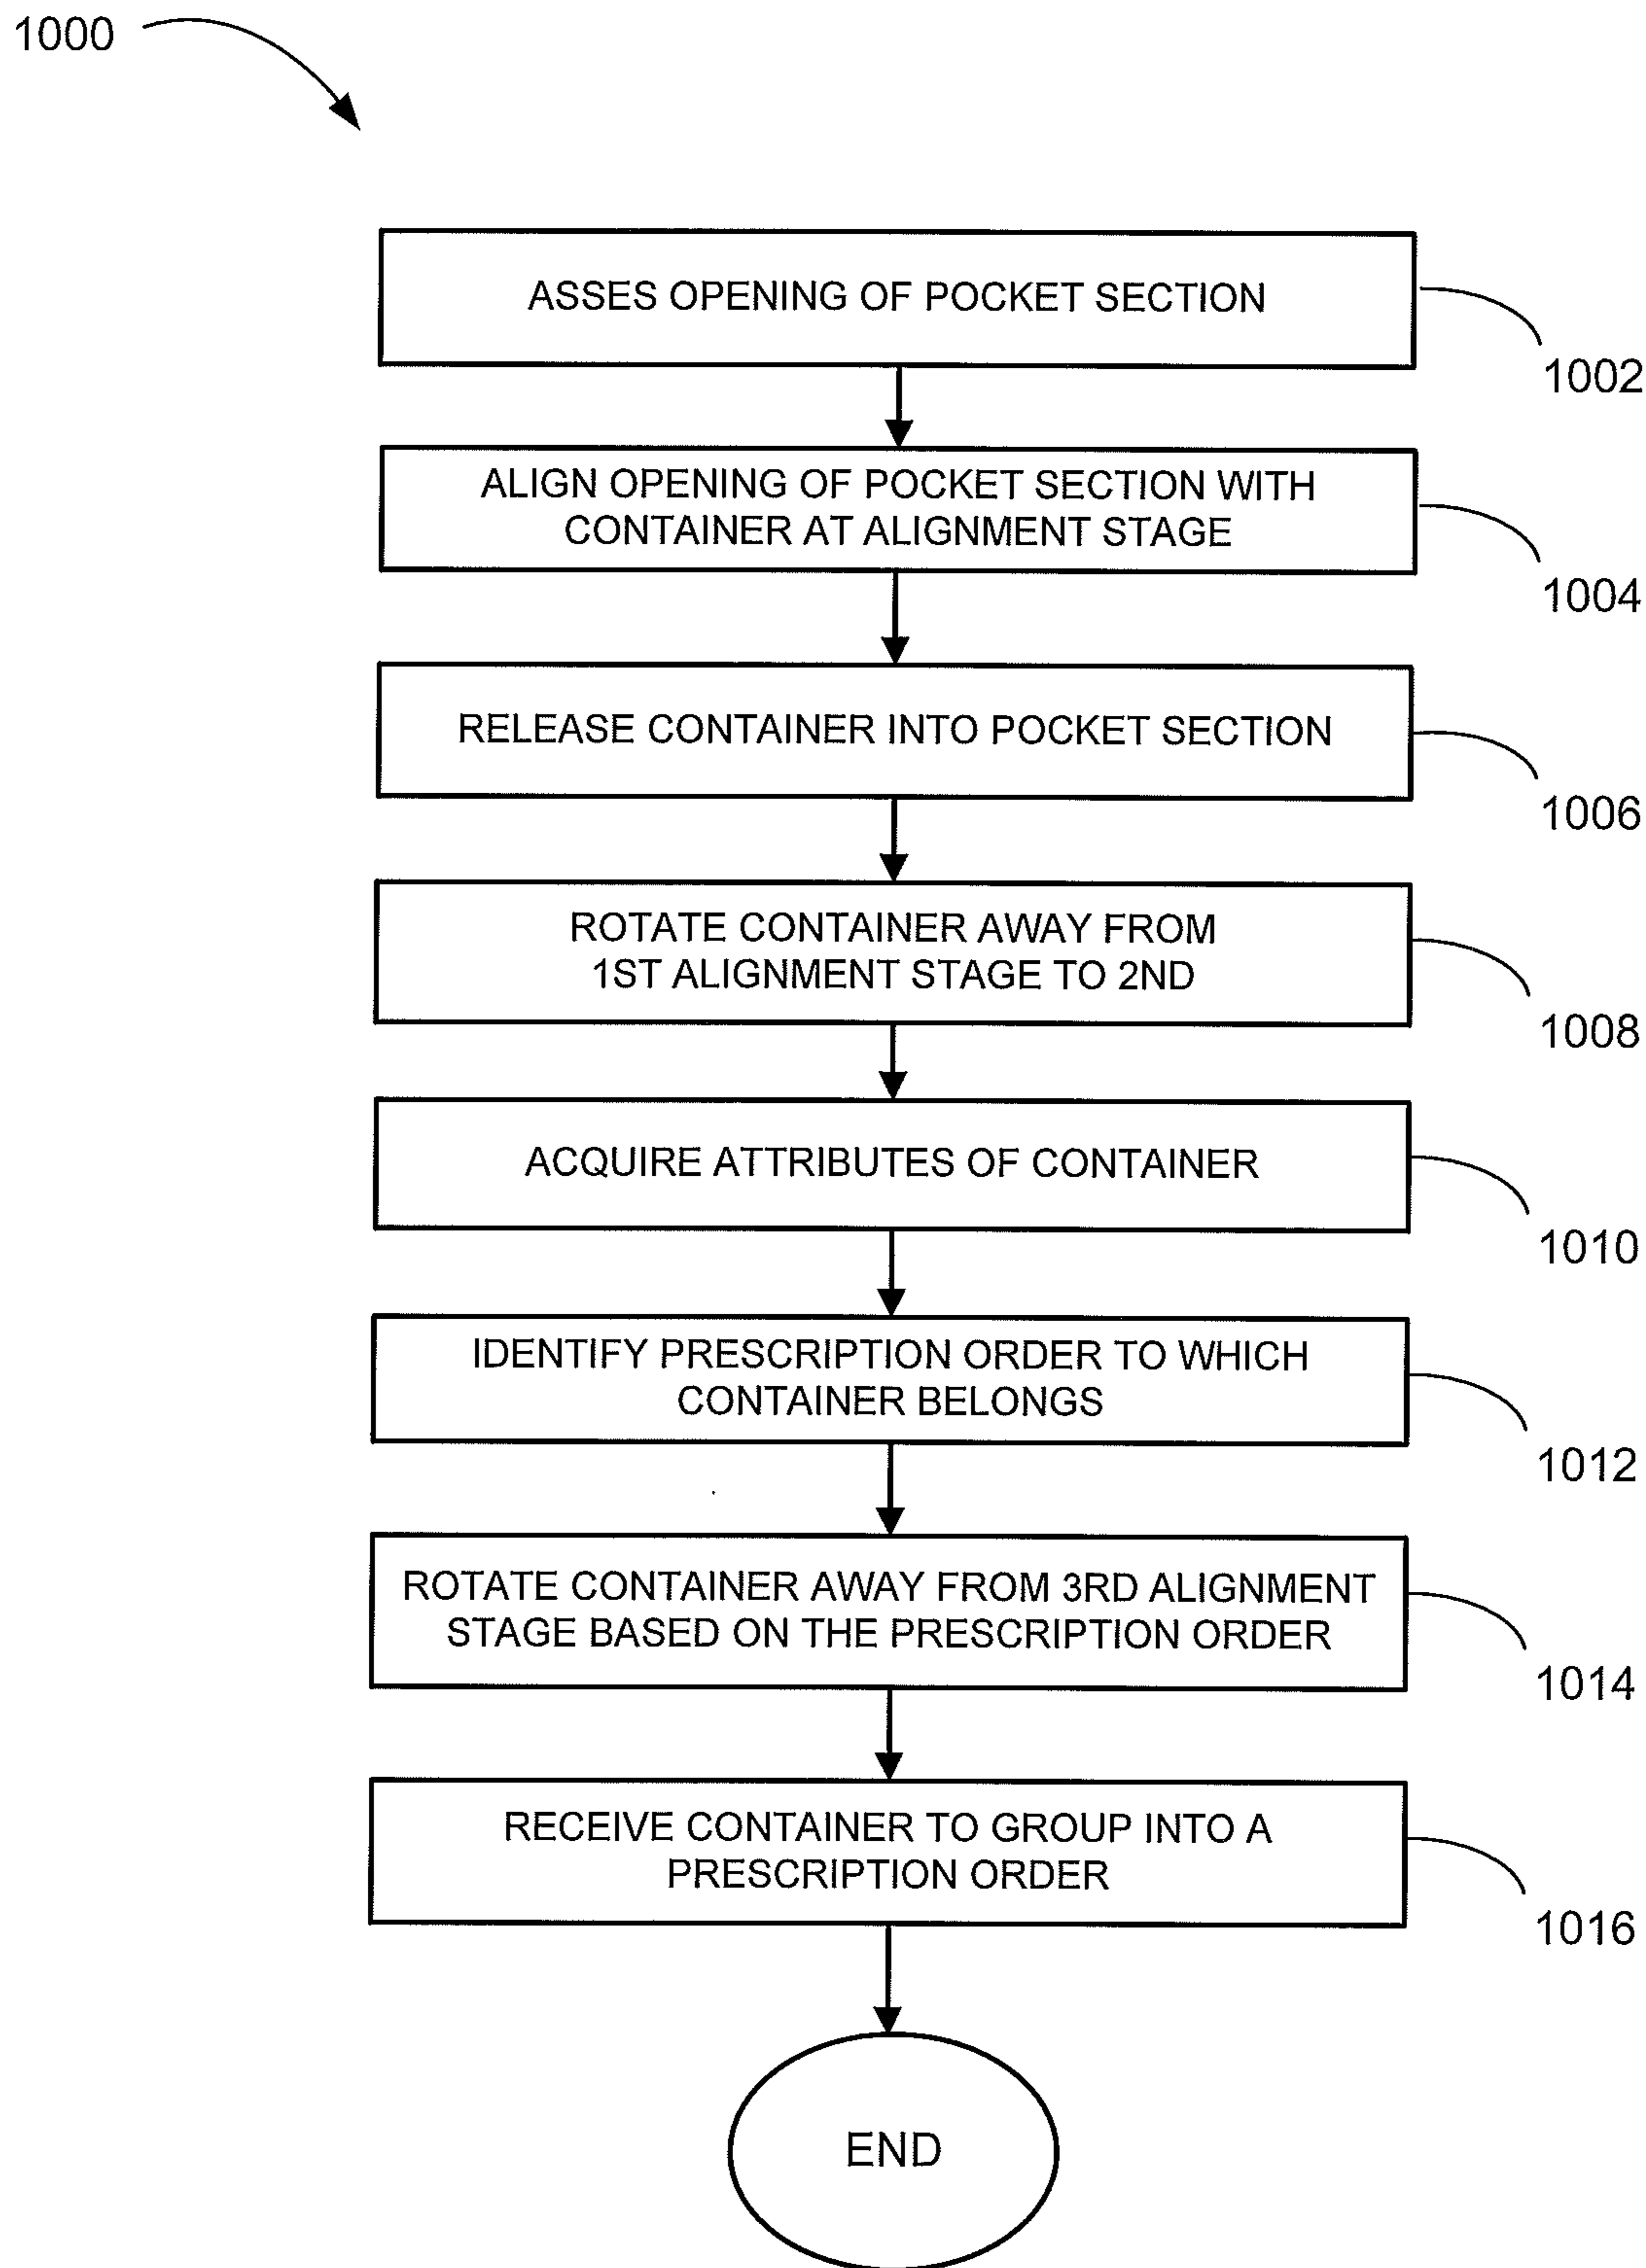 1000
ASSES OPENING OF POCKET SECTION
1002
ALIGN OPENING OF POCKET SECTION WITH
CONTAINER AT ALIGNMENT STAGE
1004
RELEASE CONTAINER INTO POCKET SECTION
1006
ROTATE CONTAINER AWAY FROM
1ST ALIGNMENT STAGE TO 2ND
1008
ACQUIRE ATTRIBUTES OF CONTAINER
1010
IDENTIFY PRESCRIPTION ORDER TO WHICH
CONTAINER BELONGS
1012
ROTATE CONTAINER AWAY FROM 3RD ALIGNMENT
STAGE BASED ON THE PRESCRIPTION ORDER
1014
RECEIVE CONTAINER TO GROUP INTO A
PRESCRIPTION ORDER
1016
END